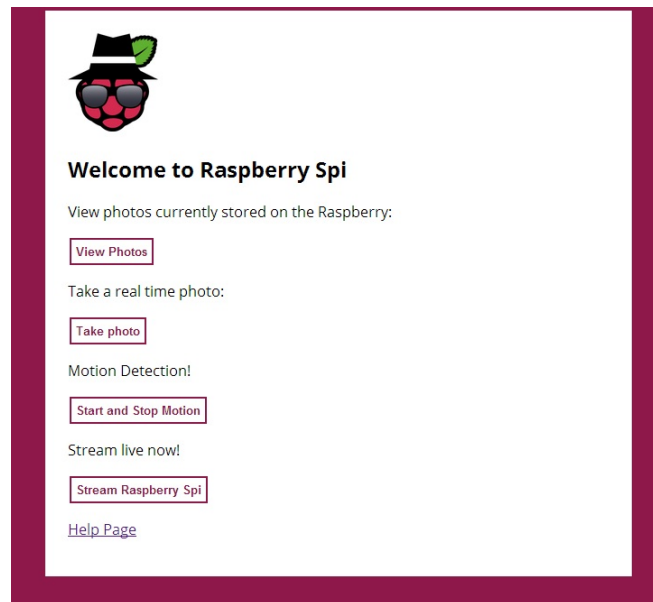 Welcome to Raspberry Spi
View photos currently stored on the Raspberry:
View Photos
Take a real time photo:
Take photo
Motion Detection!
Start and Stop Motion
Stream live now!
Stream Raspberry Spi
Help Page